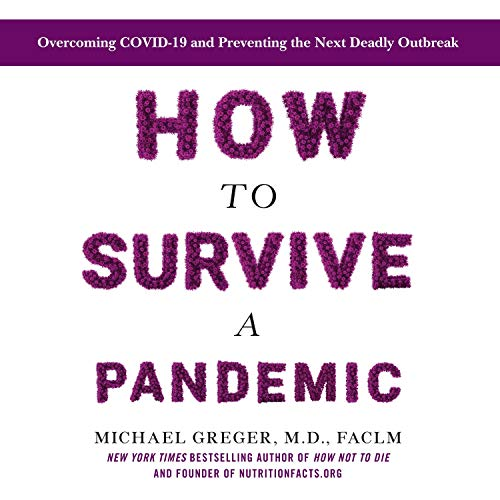 Overcoming COVID-19 and Preventing the Next Deadly Outbreak
HOW
TO
SURVIVE
A
PANDEMIC
MICHAEL GREGER, M.D., FACLM
NEW YORK TIMES BESTSELLING AUTHOR OF HOW NOT TO DIE
AND FOUNDER OF NUTRITIONFACTS.ORG